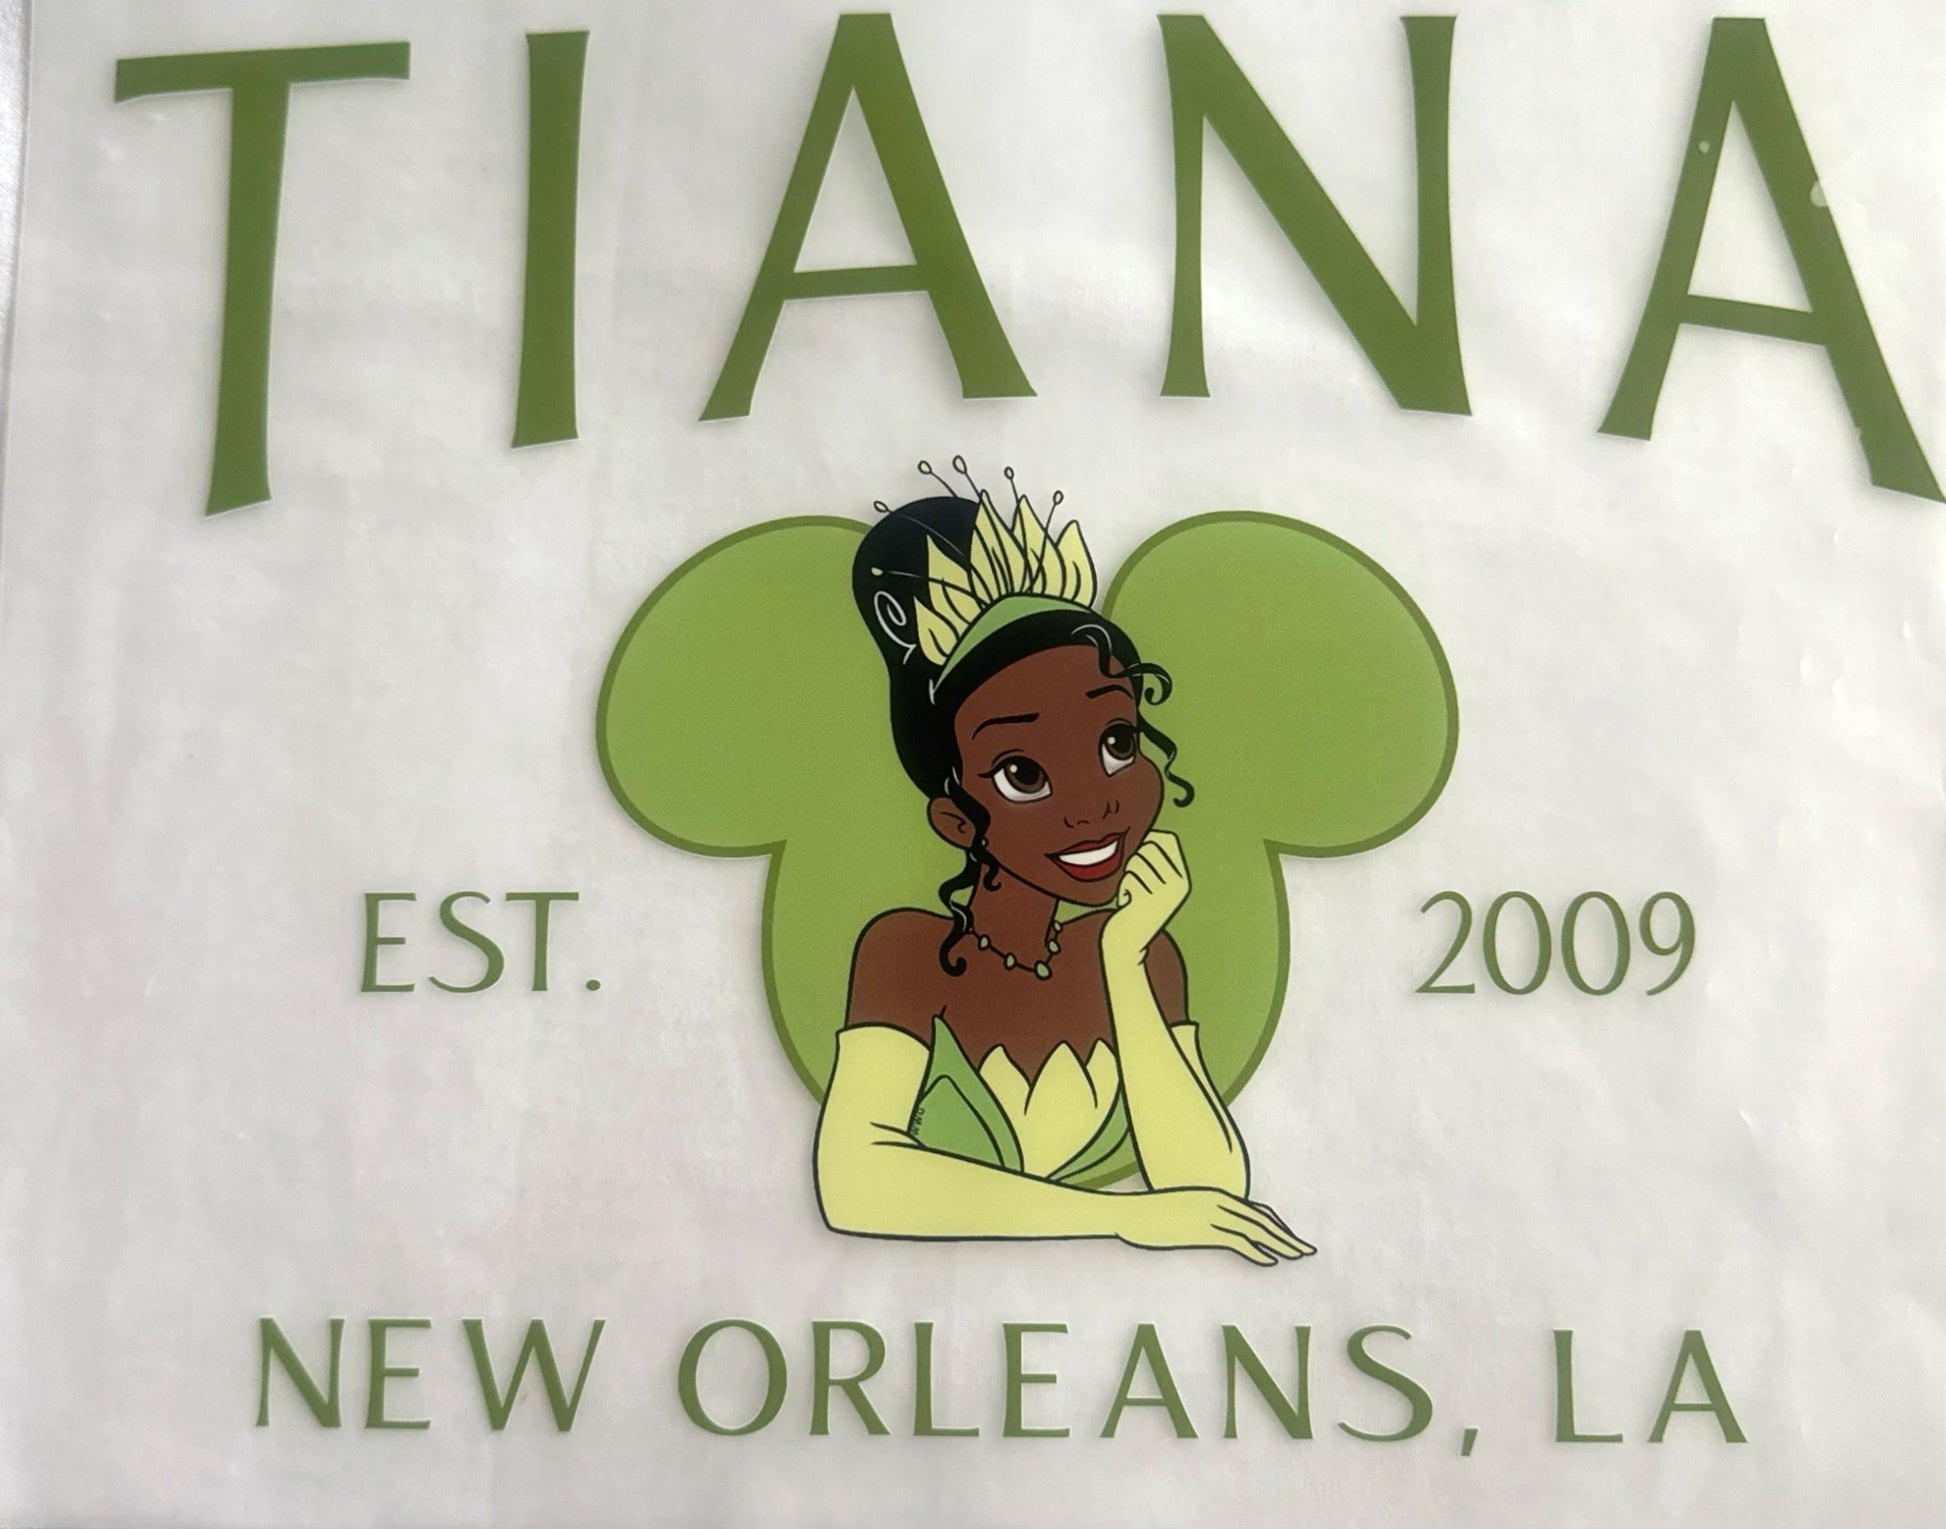 TIANA
EST. 2009
NEW ORLEANS, LA